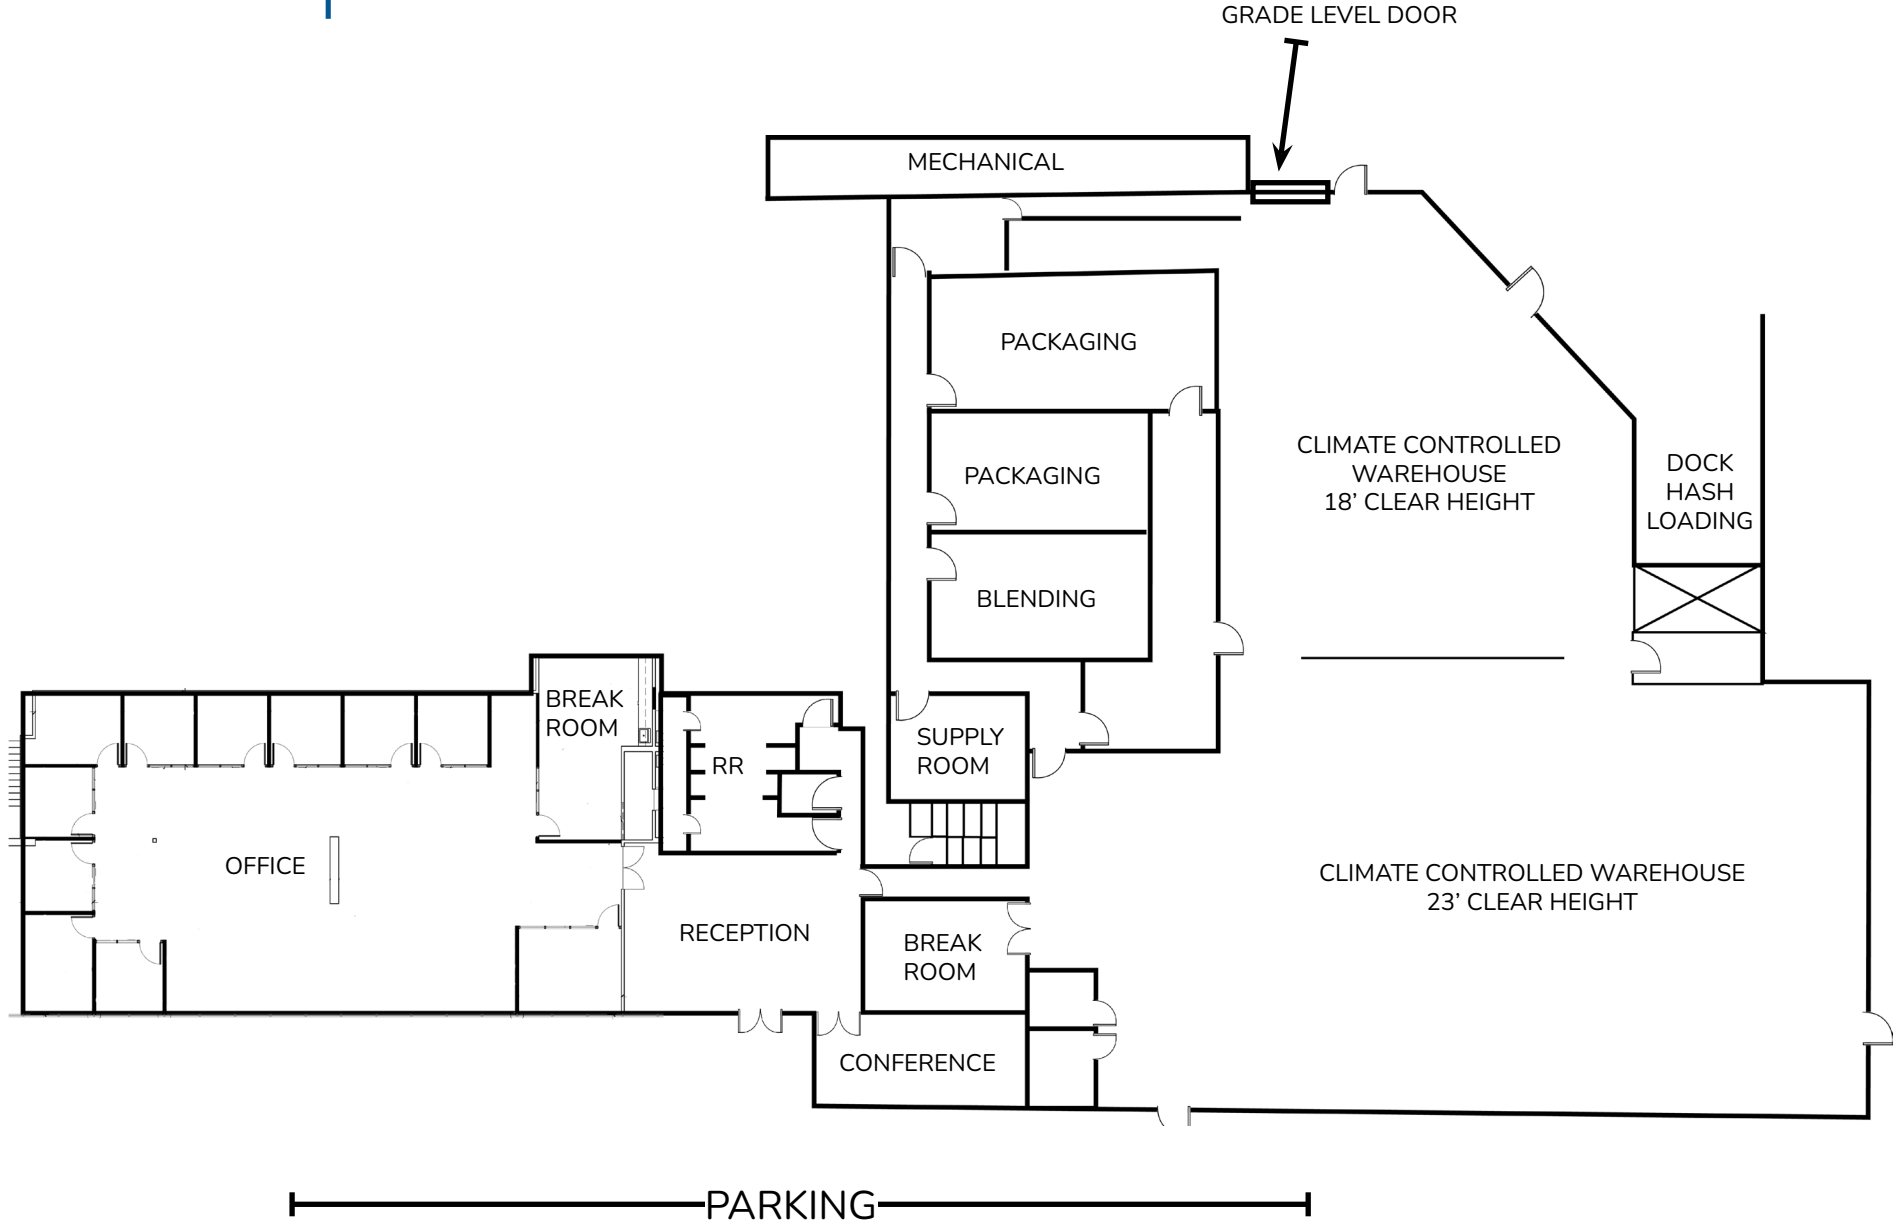 GRADE LEVEL DOOR
MECHANICAL
PACKAGING
PACKAGING
BLENDING
CLIMATE CONTROLLED
WAREHOUSE
18’ CLEAR HEIGHT
DOCK
HASH
LOADING
BREAK
ROOM
RR
SUPPLY
ROOM
OFFICE
RECEPTION
BREAK
ROOM
CLIMATE CONTROLLED WAREHOUSE
23’ CLEAR HEIGHT
CONFERENCE
PARKING